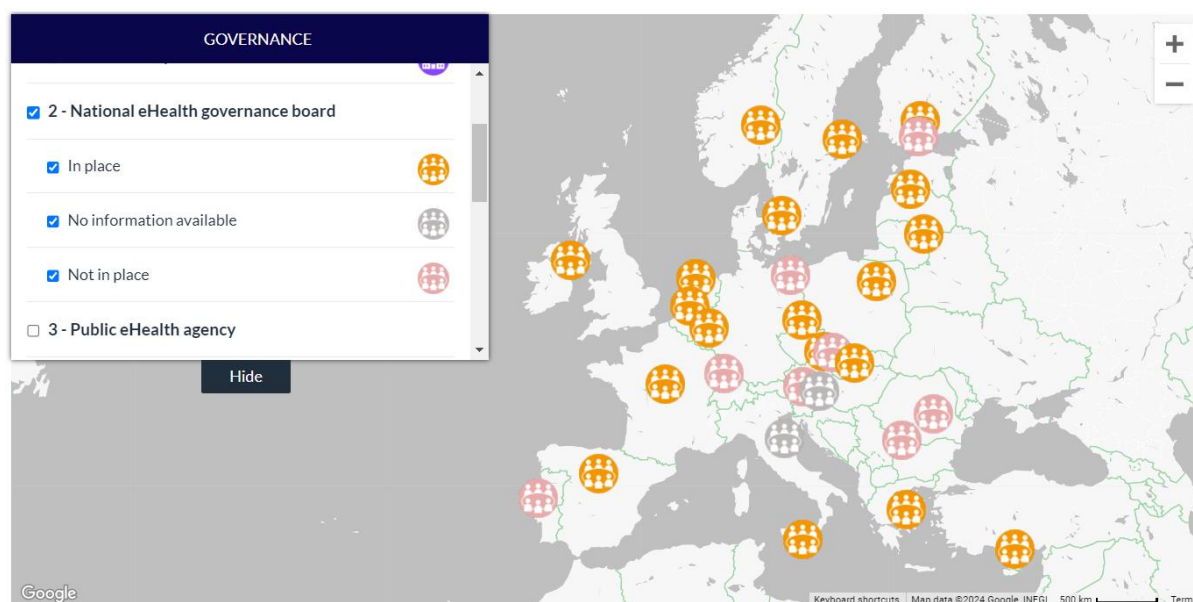 GOVERNANCE
2 - National eHealth governance board
In place
No information available
Not in place
3 - Public eHealth agency
Hide
Google
Keyboard shortcuts
Map data ©2024 Google, INEGI
500 km
Term